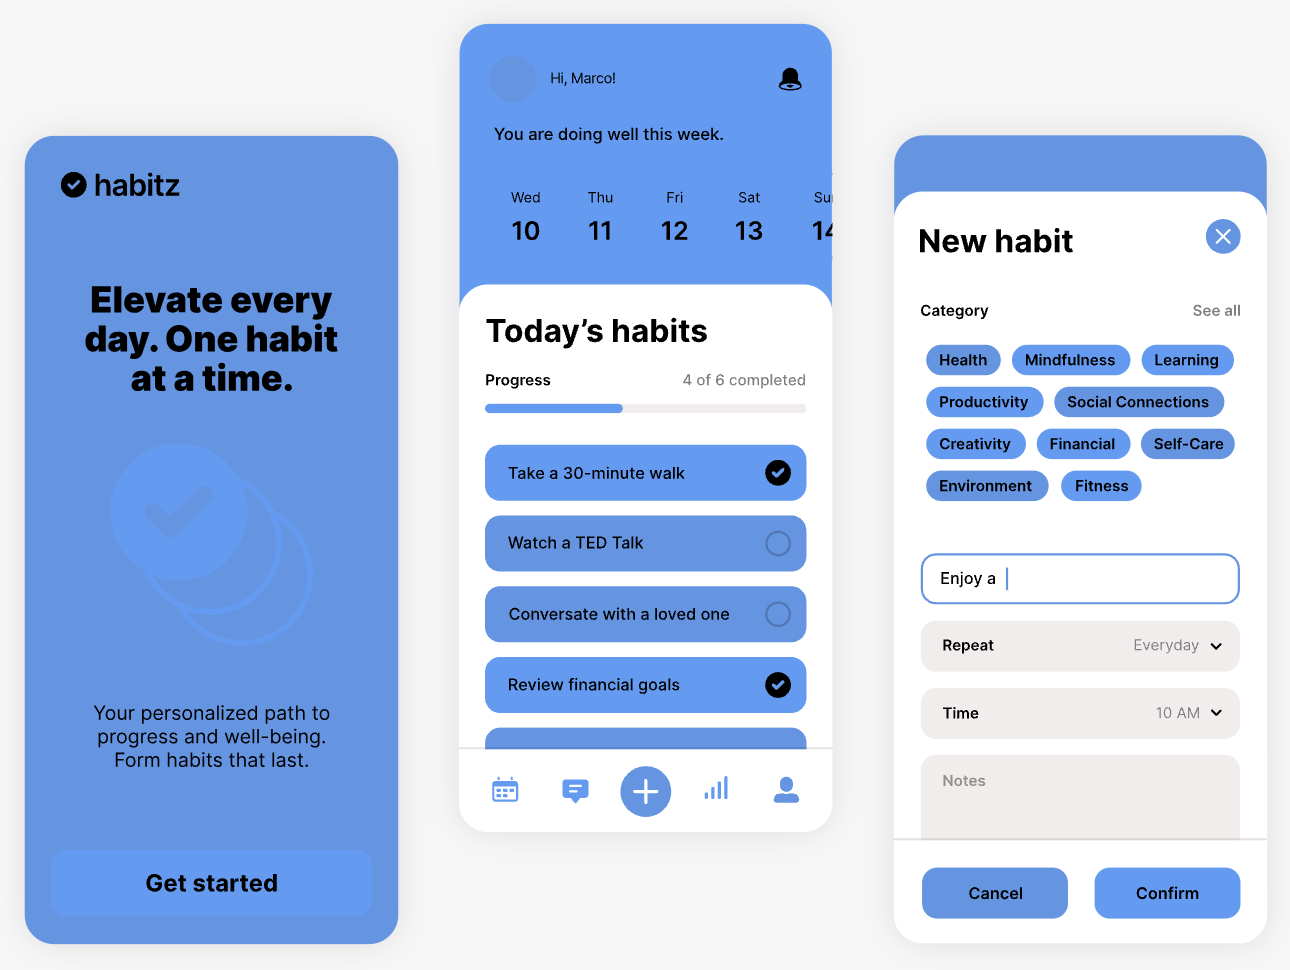 habitz
Elevate every
day. One habit
at a time.
Your personalized path to
progress and well-being.
Form habits that last.
Get started
Hi, Marco!
You are doing well this week.
Wed Thu Fri Sat Sun
10 11 12 13 14
Today’s habits
Progress 4 of 6 completed
Take a 30-minute walk
Watch a TED Talk
Conversate with a loved one
Review financial goals
New habit
Category See all
Health Mindfulness Learning
Productivity Social Connections
Creativity Financial Self-Care
Environment Fitness
Enjoy a
Repeat Everyday
Time 10 AM
Notes
Cancel Confirm